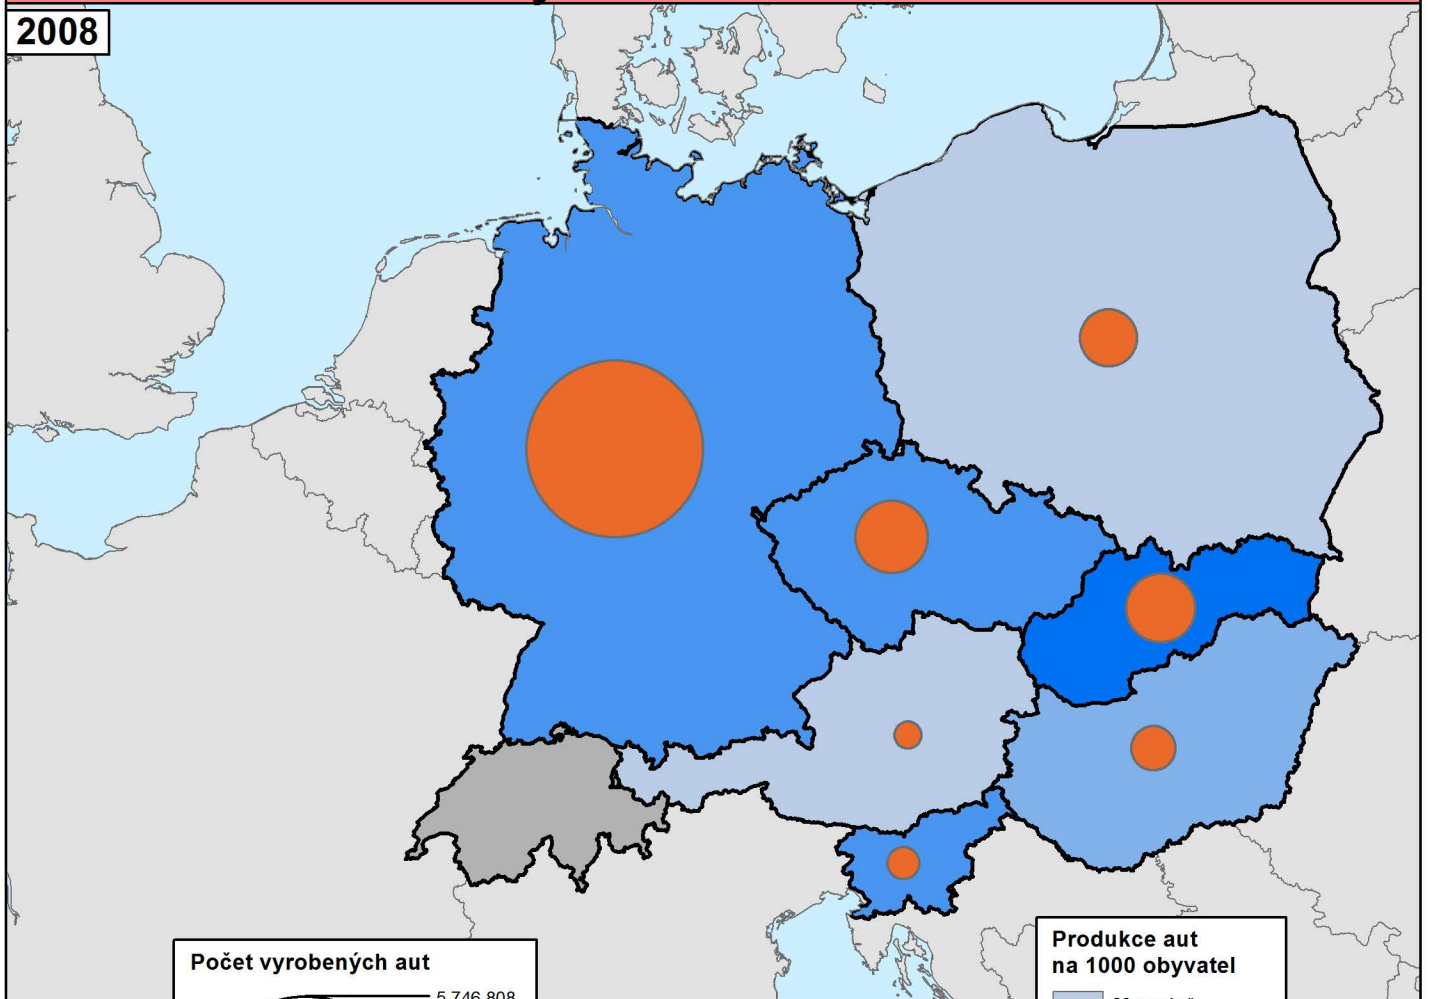 2008
Počet vyrobených aut
5 746 808
Produkce aut
na 1000 obyvatel